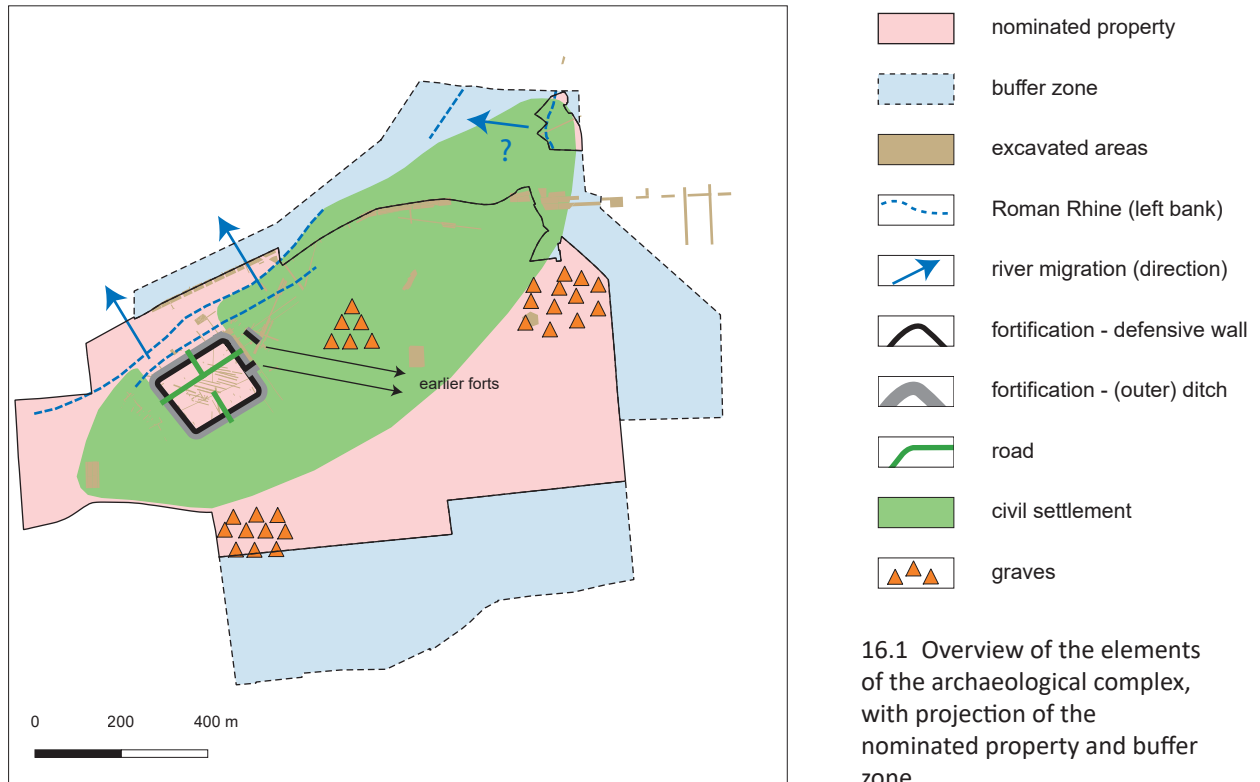 ?
earlier forts
0 200 400 m
nominated property
buffer zone
excavated areas
Roman Rhine (left bank)
river migration (direction)
fortification - defensive wall
fortification - (outer) ditch
road
civil settlement
graves
16.1 Overview of the elements
of the archaeological complex,
with projection of the
nominated property and buffer
zone